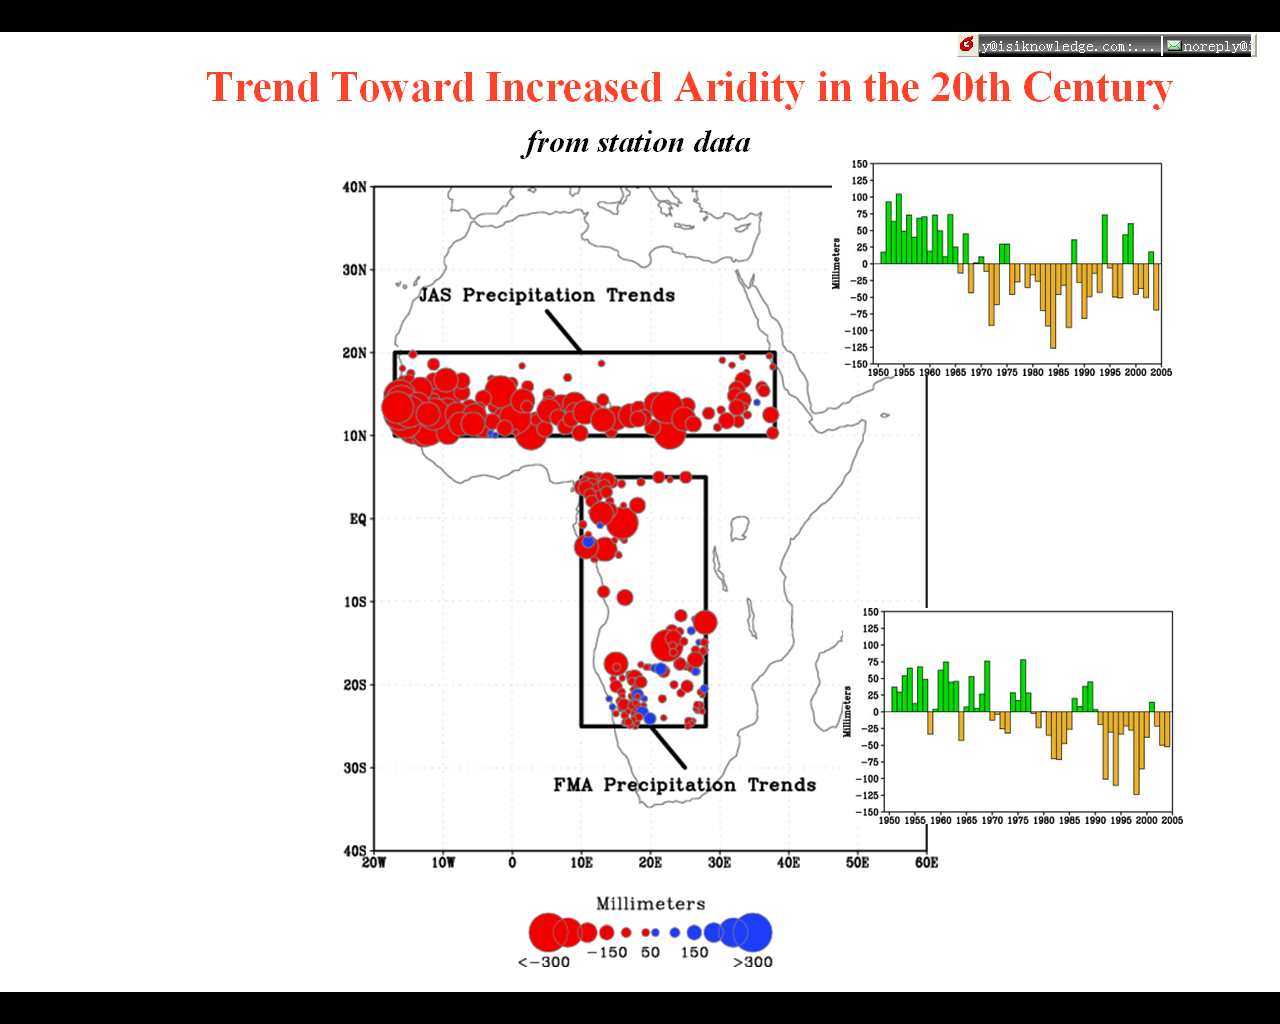 y@isiknowledge.com:... noreply@i
Trend Toward Increased Aridity in the 20th Century
from station data
150
125
100
75
50
25
0
-25
-50
-75
-100
-125
-150
Millimeters
1950 1955 1960 1965 1970 1975 1980 1985 1990 1995 2000 2005
40N
30N
20N
10N
EQ
10S
20S
30S
40S
JAS Precipitation Trends
FMA Precipitation Trends
150
125
100
75
50
25
0
-25
-50
-75
-100
-125
-150
Millimeters
1950 1955 1960 1965 1970 1975 1980 1985 1990 1995 2000 2005
20W 10W 0 10E 20E 30E 40E 50E 60E
Millimeters
-150 50 150
<-300 >300